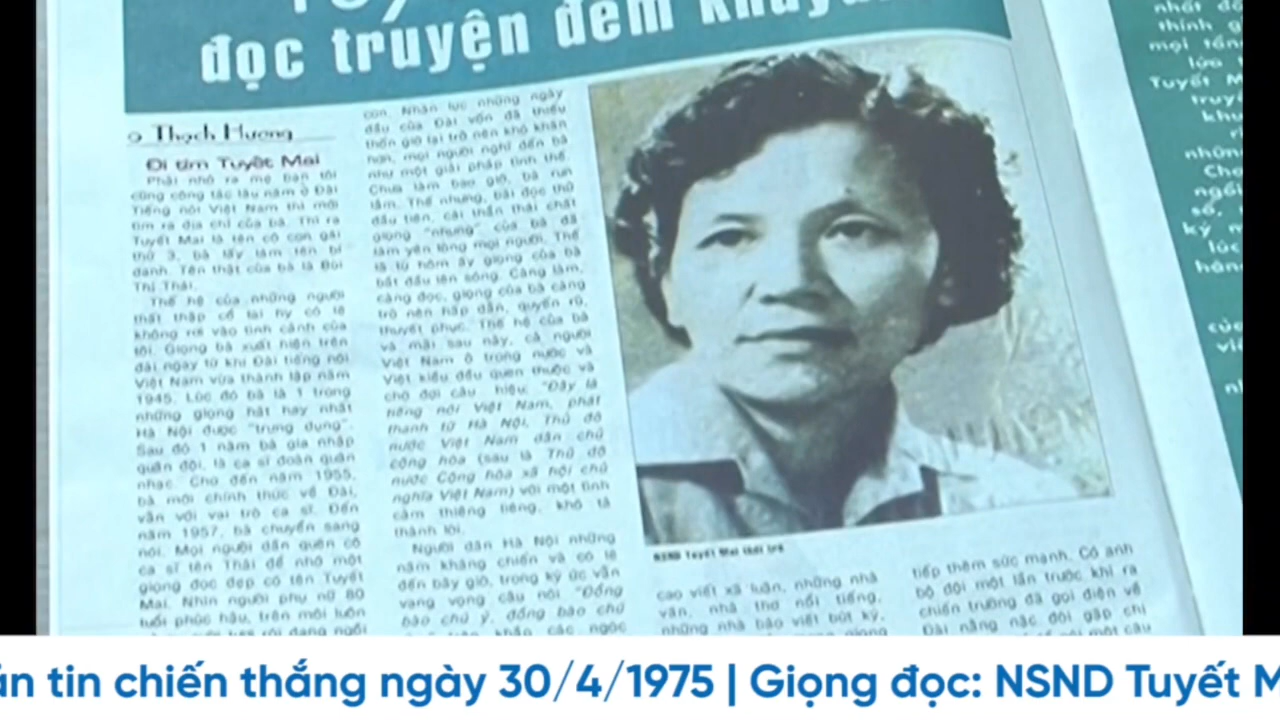 đọc truyện đêm
Thạch Hương
Đi tìm Tuyết Mai
Phải nhờ ra mẹ bạn tôi
cũng công tác lâu năm ở Đài
Tiếng nói Việt Nam thì mới
tìm ra địa chỉ của bà. Thì ra
Tuyết Mai là tên cô con gái
thứ 3, bà lấy làm tên bí
danh. Tên thật của bà là Bùi
Thị Thái.
Thế hệ của những người
thất thập cổ lai hy có lẽ
không rơi vào tình cảnh của
tôi. Giọng bà xuất hiện trên
đài ngay từ khi Đài tiếng nói
Việt Nam vừa thành lập năm
1945. Lúc đó bà là 1 trong
những giọng hát hay nhất
Hà Nội được "trưng dụng".
Sau đó 1 năm bà gia nhập
quân đội, là ca sĩ đoàn quân
nhạc. Cho đến năm 1955,
bà mới chính thức về Đài,
vẫn với vai trò ca sĩ. Đến
năm 1957, bà chuyển sang
nói. Mọi người dần quên cô
ca sĩ tên Thái để nhớ một
giọng đọc đẹp có tên Tuyết
Mai. Nhìn người phụ nữ 80
tuổi phúc hậu, trên môi luôn
con. Nhân lực những ngày
đầu của Đài vốn đã thiếu
thốn giờ lại trở nên khó khăn
hơn, mọi người nghĩ đến bà
như một giải pháp tình thế.
Chưa làm bao giờ, bà run
lắm. Thế nhưng, bài đọc thử
đầu tiên, cái thần thái chất
giọng "nhung" của bà đã
làm yên lòng mọi người. Thế
là từ hôm ấy giọng của bà
bắt đầu lên sóng. Càng làm,
càng đọc, giọng của bà càng
trở nên hấp dẫn, quyến rũ,
thuyết phục. Thế hệ của bà
và mãi sau này, cả người
Việt Nam ở trong nước và
Việt kiều đều quen thuộc và
chờ đợi câu hiệu: "Đây là
tiếng nói Việt Nam, phát
thanh từ Hà Nội, Thủ đô
nước Việt Nam dân chủ
cộng hòa (sau là Thủ đô
nước Cộng hòa xã hội chủ
nghĩa Việt Nam) với một tình
cảm thiêng liêng, khó tả
thành lời.
Người dân Hà Nội những
năm kháng chiến và có lẽ
đến bây giờ, trong ký ức vẫn
vang vọng câu nói "Đồng
bào chú ý, đồng bào chú
NSND Tuyết Mai thời trẻ
cao viết xã luận, những nhà
văn, nhà thơ nổi tiếng,
những nhà báo viết bút ký,
tiếp thêm sức mạnh. Có anh
bộ đội một lần trước khi ra
chiến trường đã gọi điện về
Đài nằng nặc đòi gặp chị
mọi
Tuyết
ản tin chiến thắng ngày 30/4/1975 | Giọng đọc: NSND Tuyết M